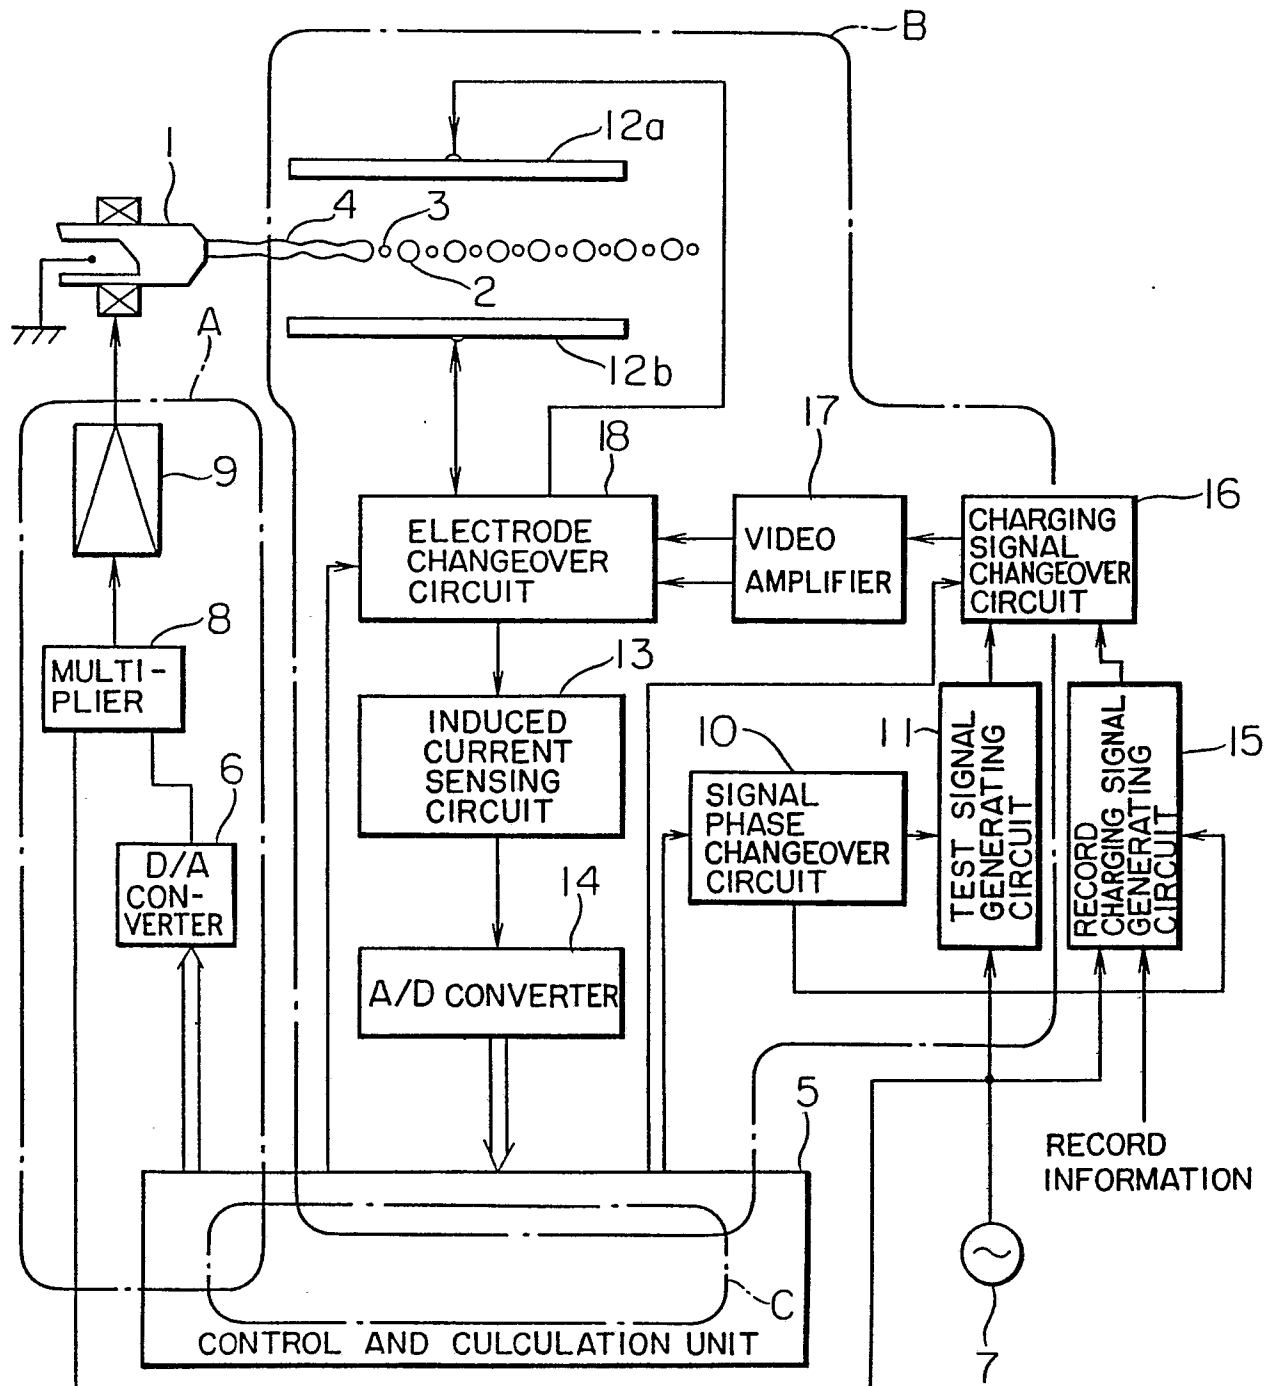 B
12a
1
4
3
2
A
12b
17
18
16
9
ELECTRODE
CHANGEOVER
CIRCUIT
VIDEO
AMPLIFIER
CHARGING
SIGNAL
CHANGEOVER
CIRCUIT
8
MULTI-
PLIER
13
INDUCED
CURRENT
SENSING
CIRCUIT
10
SIGNAL
PHASE
CHANGEOVER
CIRCUIT
11
TEST SIGNAL
GENERATING
CIRCUIT
15
RECORD
CHARGING SIGNAL
GENERATING
CIRCUIT
6
D/A
CON-
VERTER
14
A/D CONVERTER
5
RECORD
INFORMATION
C
CONTROL AND CULCULATION UNIT
7